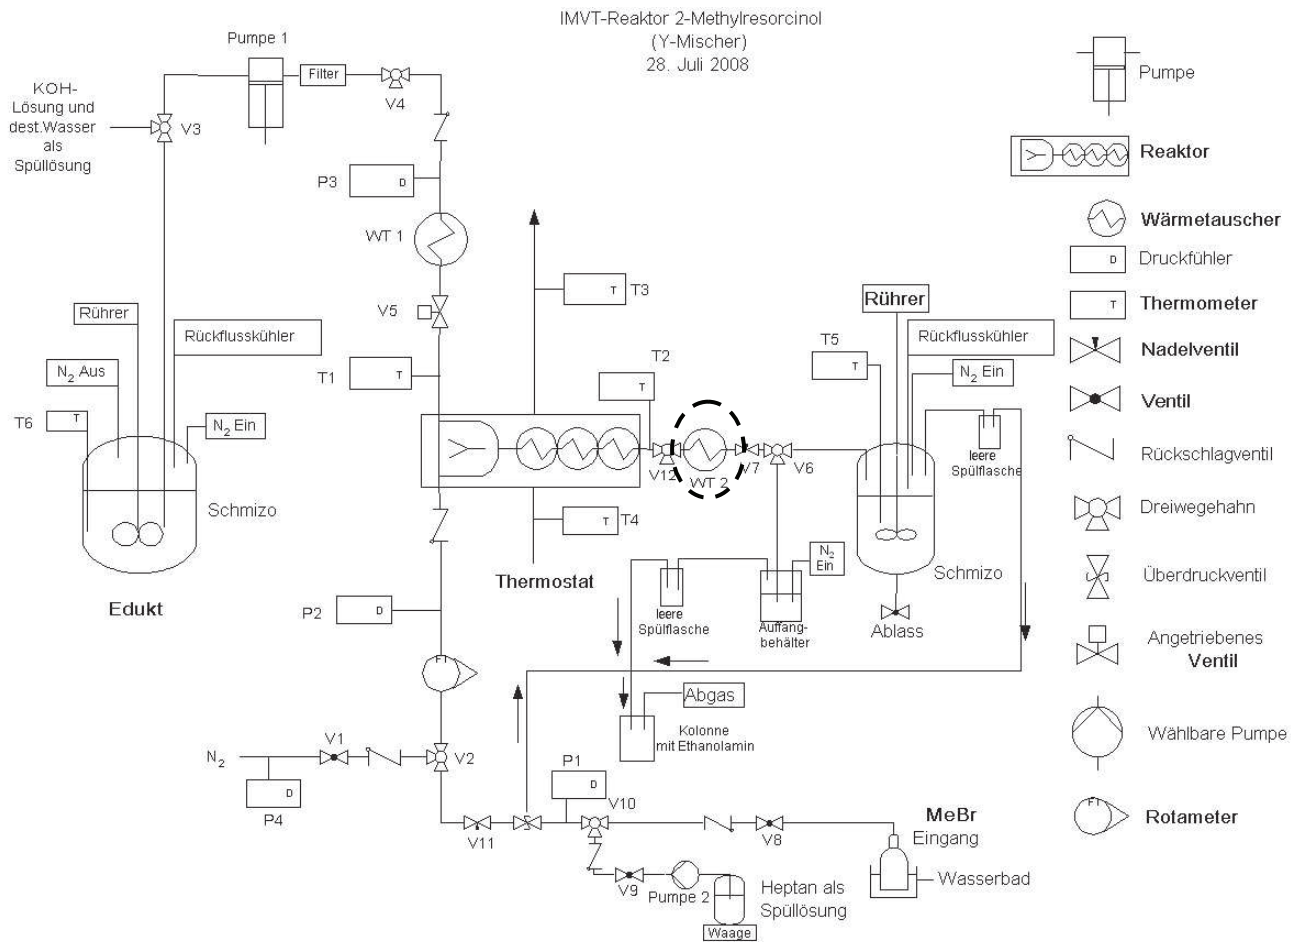 IMVT-Reaktor 2-Methylresorcinol
(Y-Mischer)
28. Juli 2008
Pumpe 1
Filter
V4
KOH-
Lösung und
dest.Wasser
als
Spüllösung
V3
P3
D
WT 1
V5
T3
T
T1
T
T2
T
Rührer
Rückflusskühler
N2 Aus
T6
T
N2 Ein
Schmizo
Edukt
V12
WT 2
V7
V6
T4
T
Thermostat
Rührer
Rückflusskühler
T5
T
N2 Ein
leere
Spülflasche
Schmizo
Ablass
N2
Ein
leere
Spülflasche
Auffang-
behälter
P2
D
FI
Abgas
Kolonne
mit Ethanolamin
N2
V1
V2
D
P4
P1
D
V10
V11
V8
MeBr
Eingang
Wasserbad
V9
Pumpe 2
Heptan als
Spüllösung
Waage
Pumpe
Reaktor
Wärmetauscher
D
Druckfühler
T
Thermometer
Nadelventil
Ventil
Rückschlagventil
Dreiwegehahn
Überdruckventil
Angetriebenes
Ventil
Wählbare Pumpe
FI
Rotameter